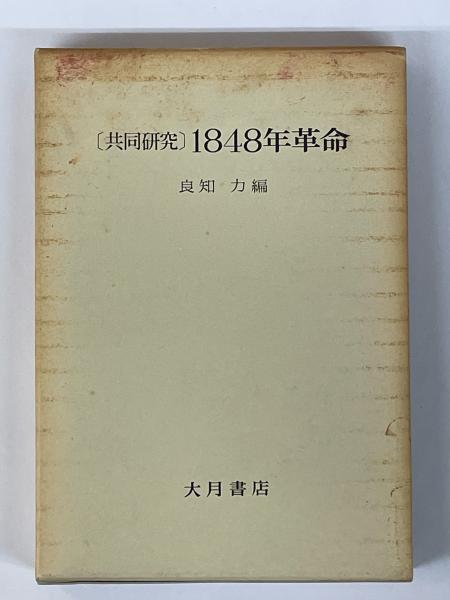 〔共同研究〕1848年革命
良知 力 編
大月書店